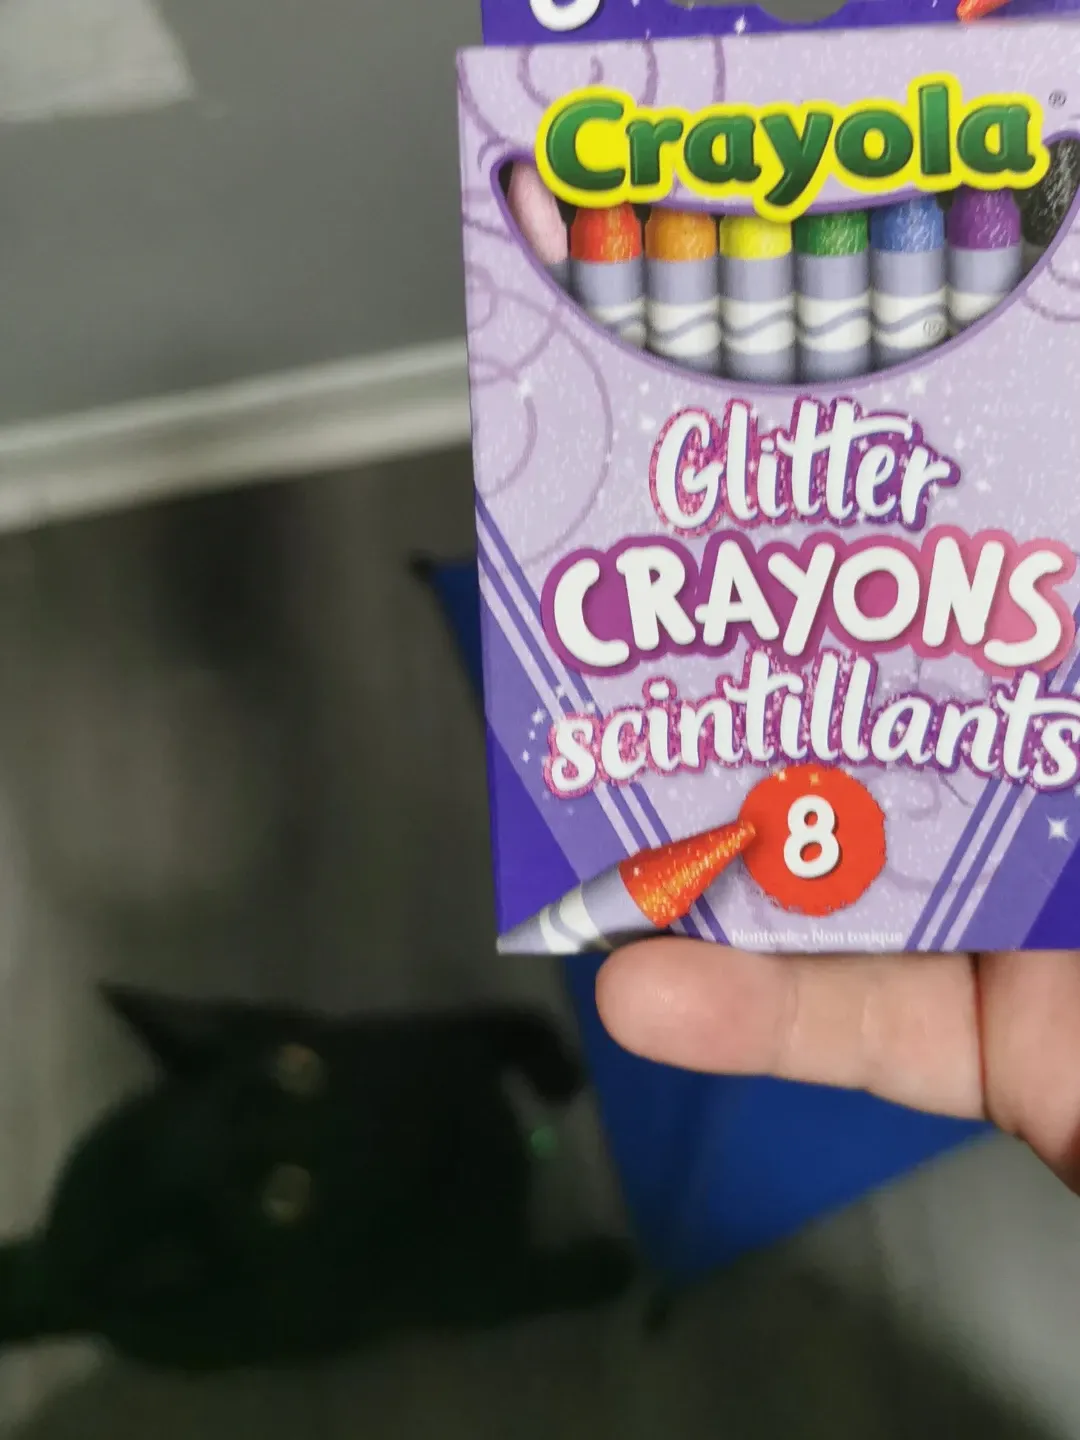 Crayola ®
Glitter
CRAYONS
scintillants
8
Nontoxic • Non toxique